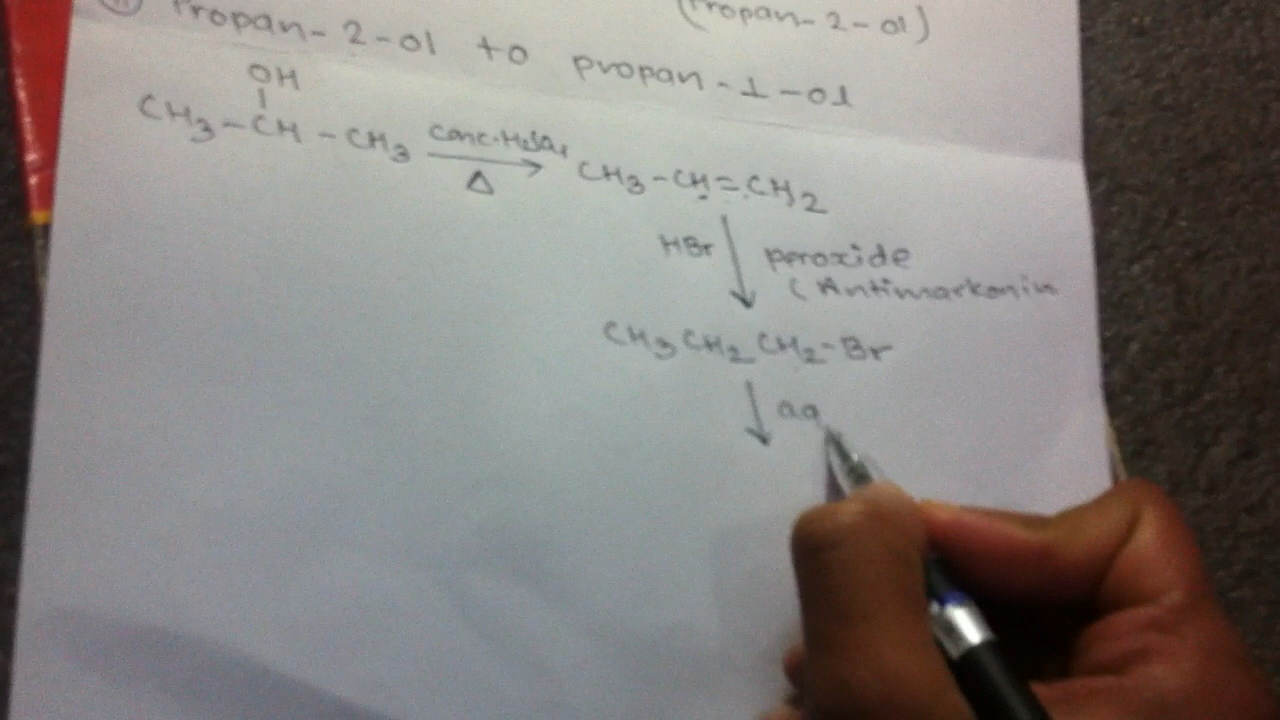 (Propan-2-ol)
Propan-2-ol to propan-1-ol
OH
CH3-CH-CH3 conc.H2SO4 CH3-CH=CH2
Δ
HBr peroxide
(Antimarkonin
CH3CH2CH2-Br
aq